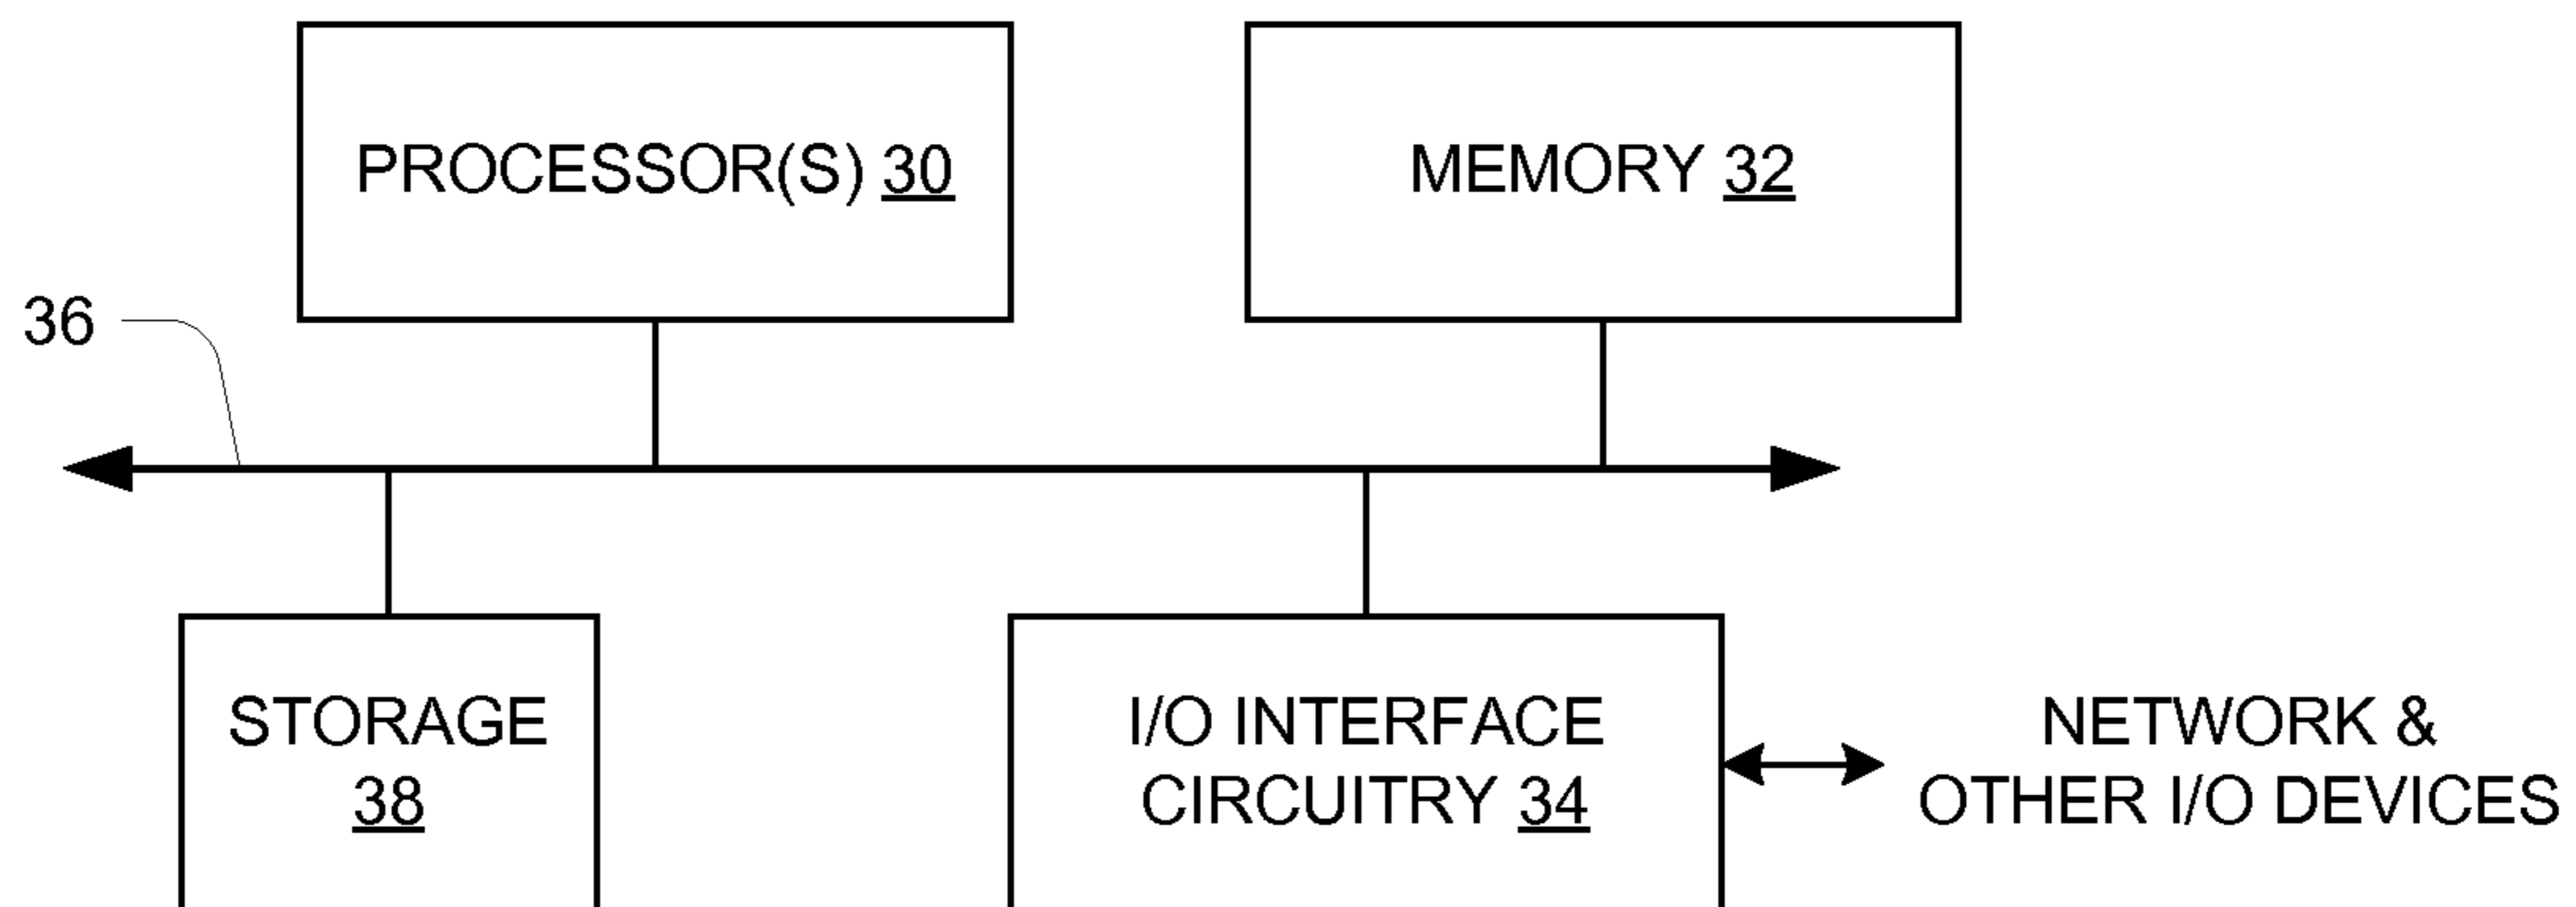 PROCESSOR(S) 30
MEMORY 32
36
STORAGE
38
I/O INTERFACE
CIRCUITRY 34
NETWORK &
OTHER I/O DEVICES